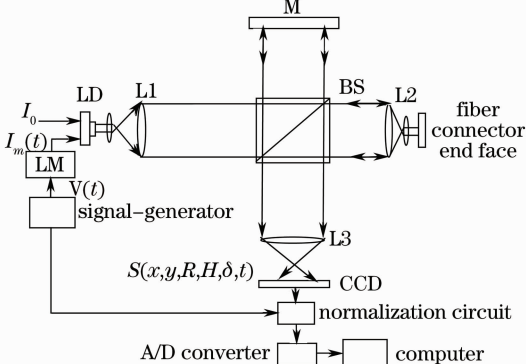 M
LD
L1
BS
L2
I₀
Iₘ(t)
LM
fiber
connector
end face
V(t)
signal-generator
L3
S(x,y,R,H,δ,t)
CCD
normalization circuit
A/D converter
computer